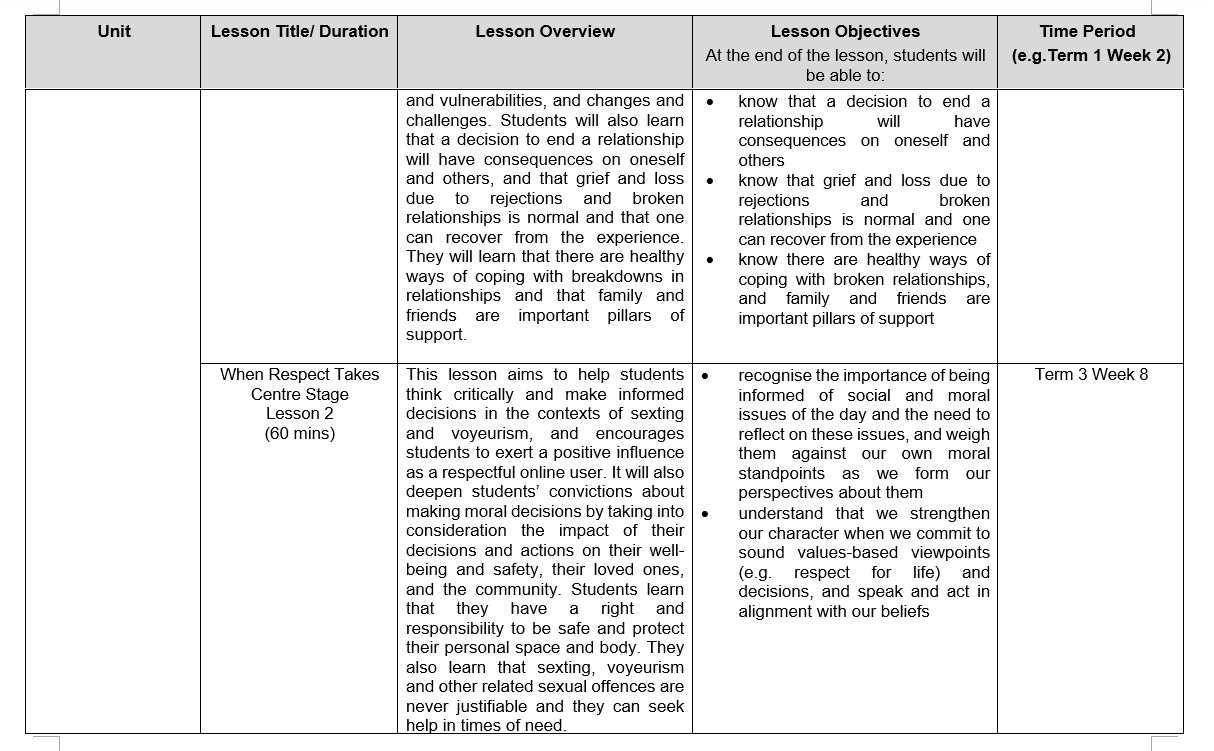 Unit
Lesson Title/ Duration
Lesson Overview
Lesson Objectives
At the end of the lesson, students will
be able to:
Time Period
(e.g.Term 1 Week 2)
and vulnerabilities, and changes and
challenges. Students will also learn
that a decision to end a relationship
will have consequences on oneself
and others, and that grief and loss
due to rejections and broken
relationships is normal and that one
can recover from the experience.
They will learn that there are healthy
ways of coping with breakdowns in
relationships and that family and
friends are important pillars of
support.
• know that a decision to end a
relationship will have
consequences on oneself and
others
• know that grief and loss due to
rejections and broken
relationships is normal and one
can recover from the experience
• know there are healthy ways of
coping with broken relationships,
and family and friends are
important pillars of support
When Respect Takes
Centre Stage
Lesson 2
(60 mins)
This lesson aims to help students
think critically and make informed
decisions in the contexts of sexting
and voyeurism, and encourages
students to exert a positive influence
as a respectful online user. It will also
deepen students’ convictions about
making moral decisions by taking into
consideration the impact of their
decisions and actions on their well-
being and safety, their loved ones,
and the community. Students learn
that they have a right and
responsibility to be safe and protect
their personal space and body. They
also learn that sexting, voyeurism
and other related sexual offences are
never justifiable and they can seek
help in times of need.
• recognise the importance of being
informed of social and moral
issues of the day and the need to
reflect on these issues, and weigh
them against our own moral
standpoints as we form our
perspectives about them
• understand that we strengthen
our character when we commit to
sound values-based viewpoints
(e.g. respect for life) and
decisions, and speak and act in
alignment with our beliefs
Term 3 Week 8